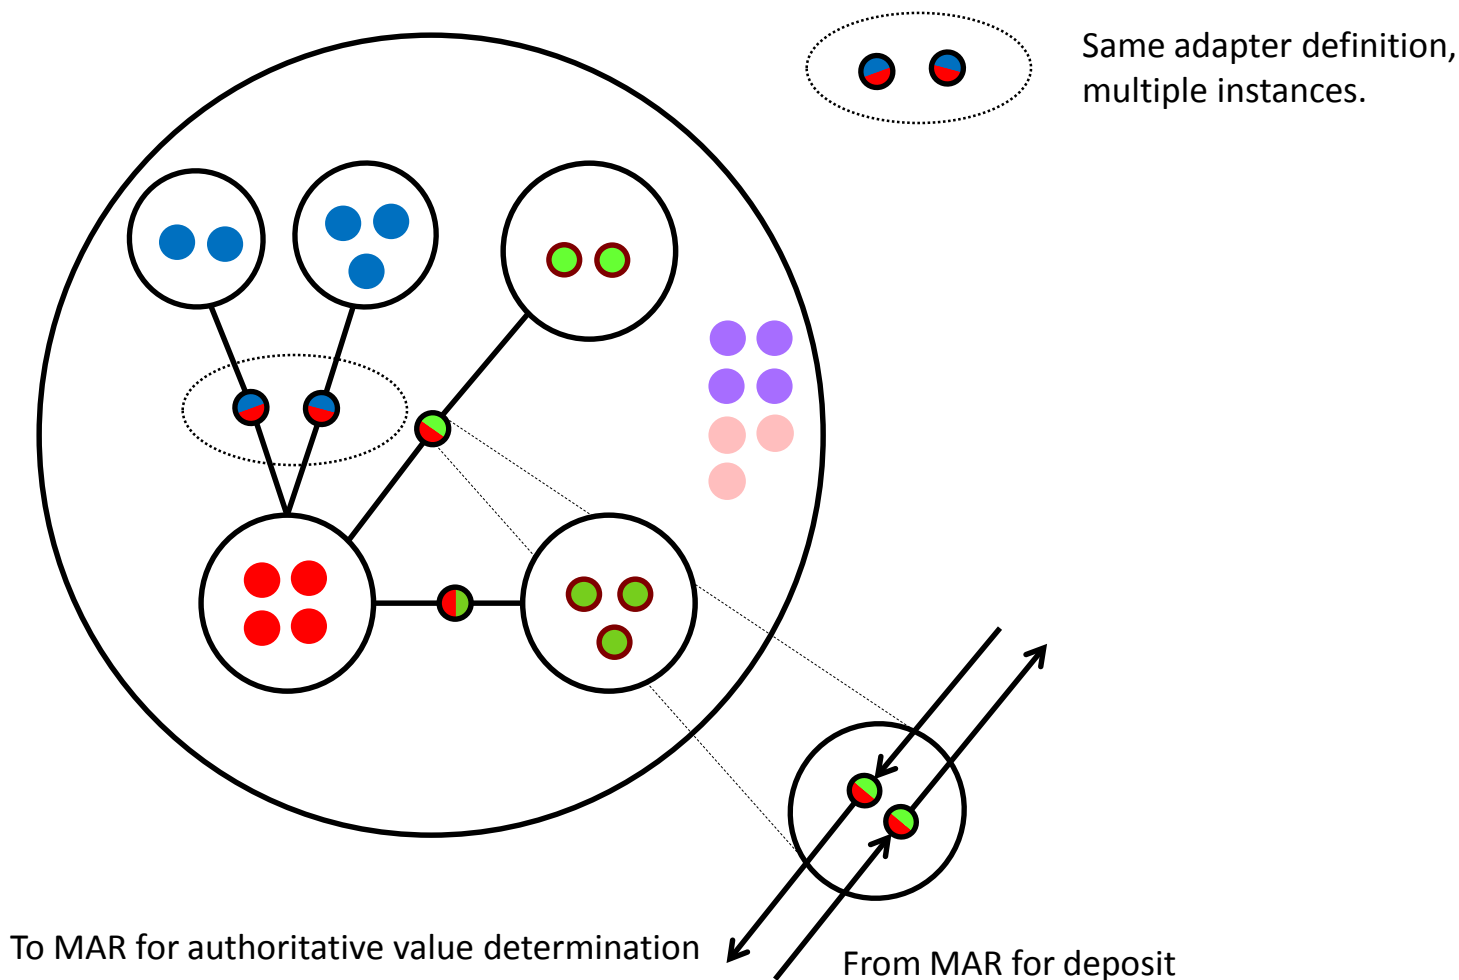 Same adapter definition,
multiple instances.
To MAR for authoritative value determination
From MAR for deposit